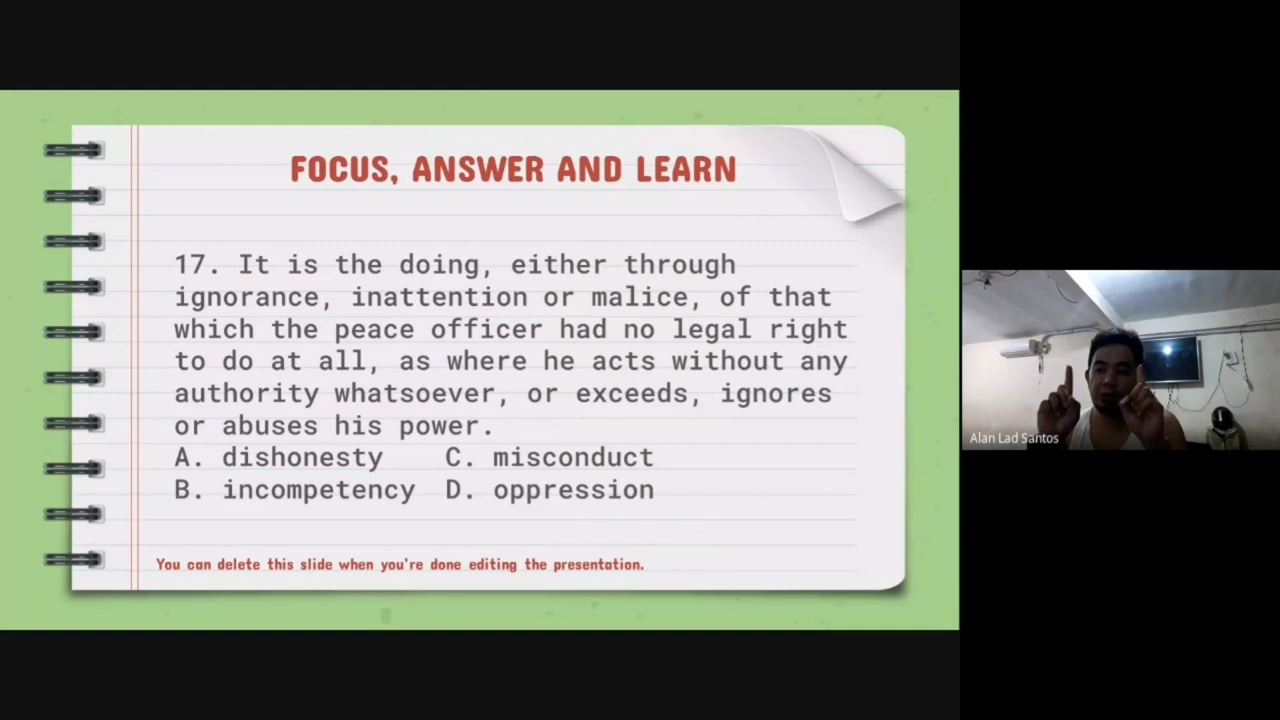 FOCUS, ANSWER AND LEARN
17. It is the doing, either through
ignorance, inattention or malice, of that
which the peace officer had no legal right
to do at all, as where he acts without any
authority whatsoever, or exceeds, ignores
or abuses his power.
A. dishonesty C. misconduct
B. incompetency D. oppression
You can delete this slide when you're done editing the presentation.
Alan Lad Santos